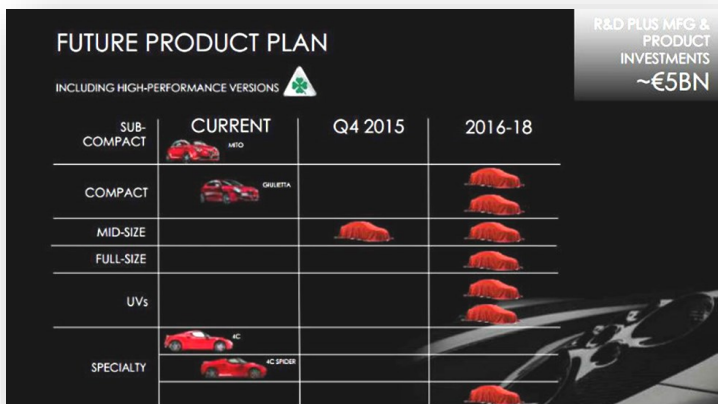 FUTURE PRODUCT PLAN
INCLUDING HIGH-PERFORMANCE VERSIONS
R&D PLUS MFG &
PRODUCT
INVESTMENTS
~€5BN
SUB-
COMPACT
CURRENT
Q4 2015
2016-18
MITO
COMPACT
GIULIETTA
MID-SIZE
FULL-SIZE
UVs
4C
SPECIALTY
4C SPIDER